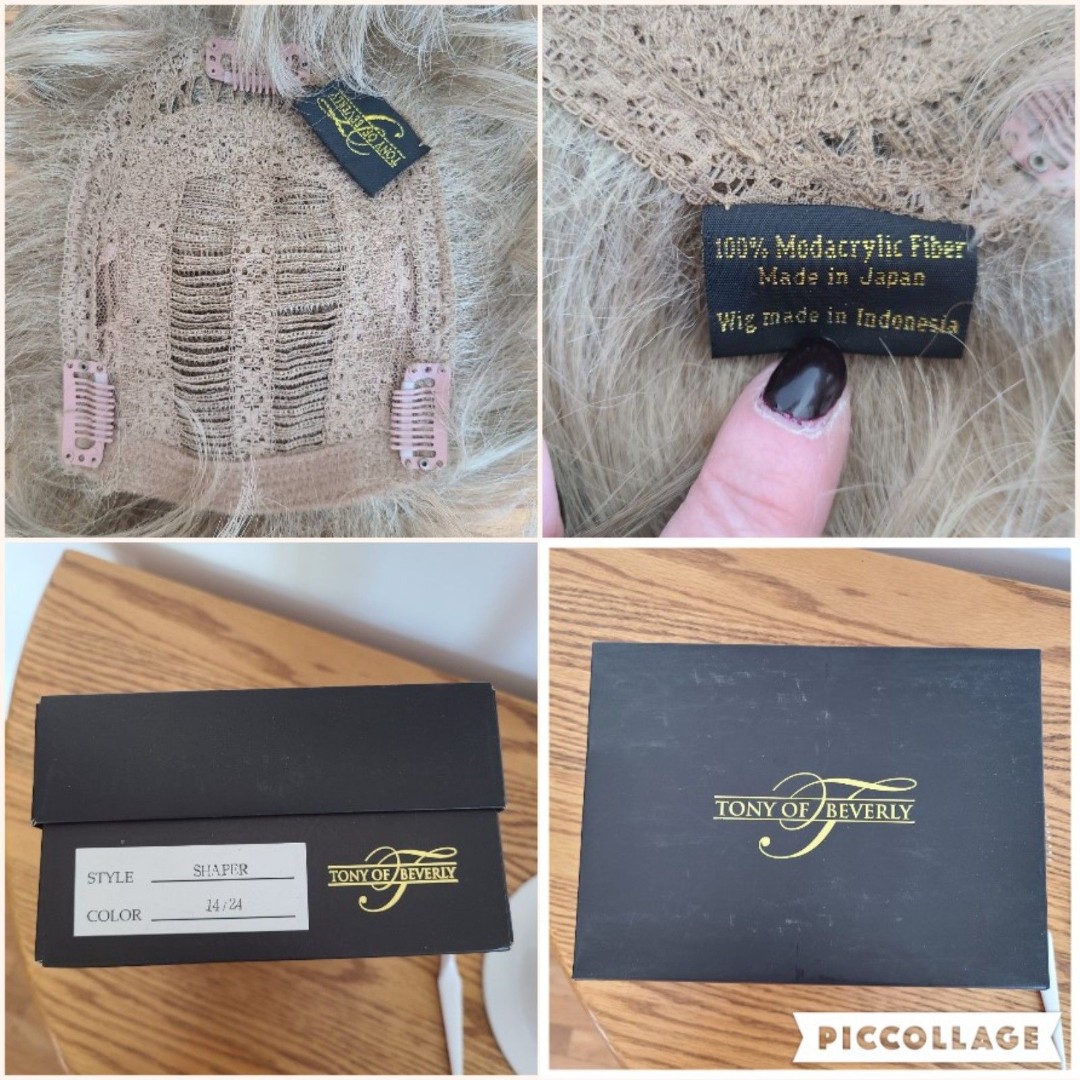 TONY OF BEVERLY
100% Modacrylic Fiber
Made in Japan
Wig made in Indonesia
STYLE SHAPER
COLOR 14/24
TONY OF BEVERLY
TONY OF BEVERLY
PICCOLLAGE